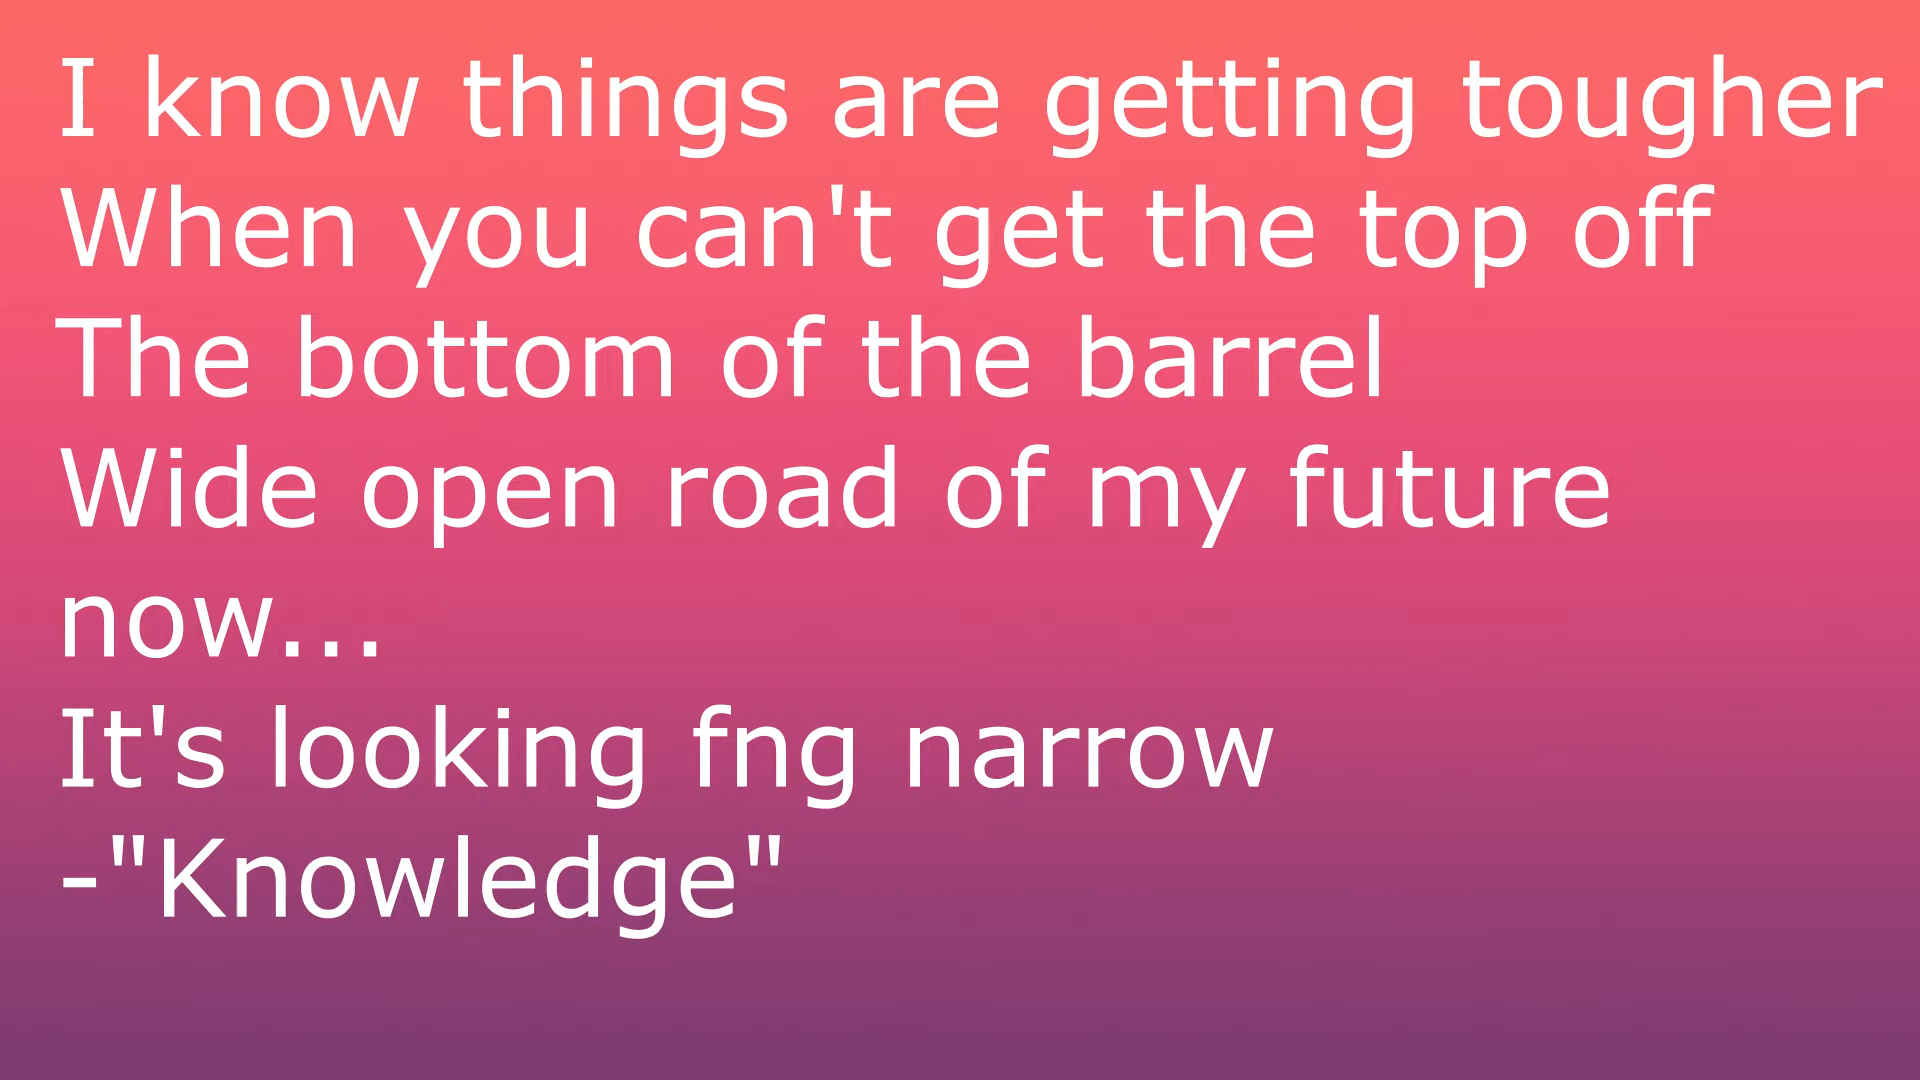 I know things are getting tougher
When you can't get the top off
The bottom of the barrel
Wide open road of my future
now...
It's looking fng narrow
-"Knowledge"